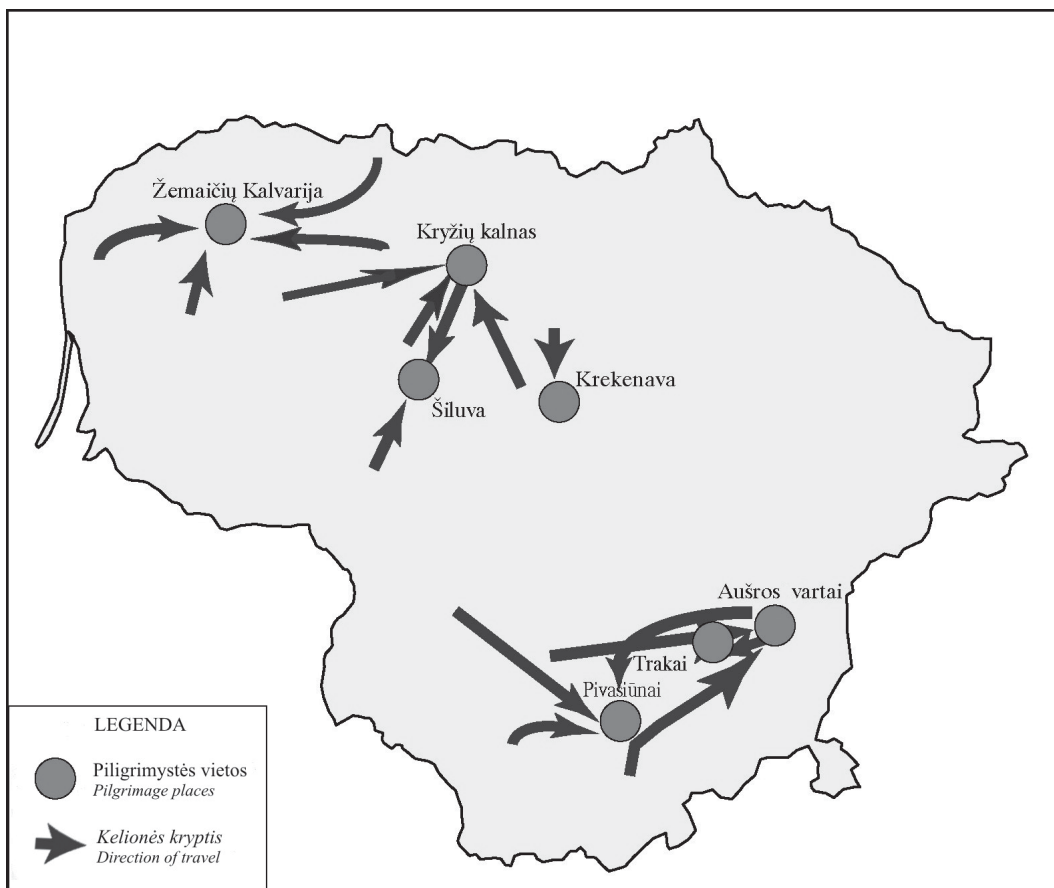 Žemaičių Kalvarija
Kryžių kalnas
Krekenava
Šiluva
Aušros vartai
Trakai
Pivasiūnai
LEGENDA
Piligrimystės vietos
Pilgrimage places
Kelionės kryptis
Direction of travel